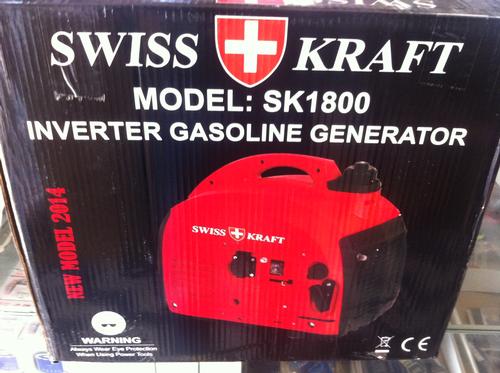 SWISS KRAFT
MODEL: SK1800
INVERTER GASOLINE GENERATOR
NEW MODEL 2014
SWISS KRAFT
WARNING
Always Wear Eye Protection
When Using Power Tools
CE